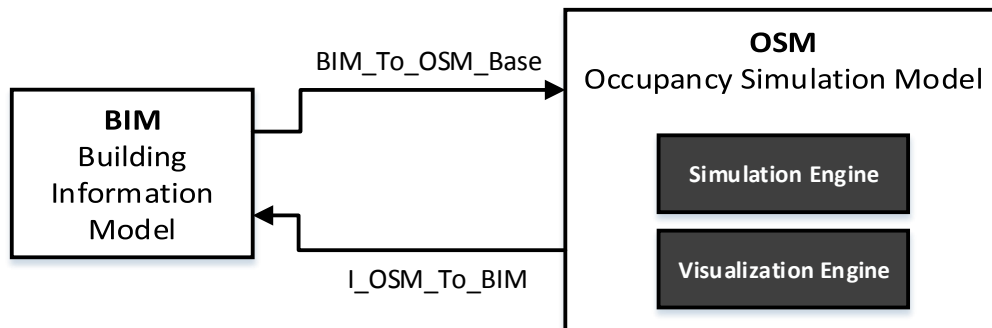 BIM_To_OSM_Base
OSM
Occupancy Simulation Model
BIM
Building
Information
Model
Simulation Engine
Visualization Engine
I_OSM_To_BIM